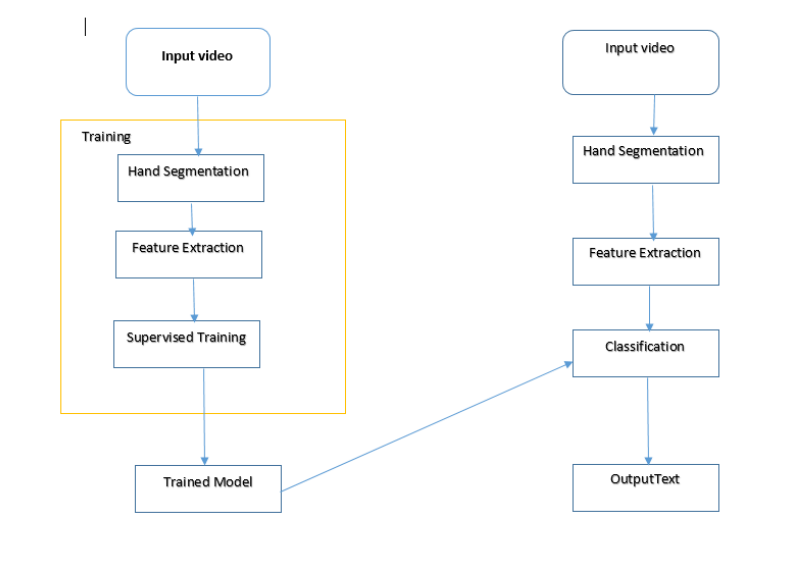 Input video
Training
Hand Segmentation
Feature Extraction
Supervised Training
Trained Model
Input video
Hand Segmentation
Feature Extraction
Classification
OutputText